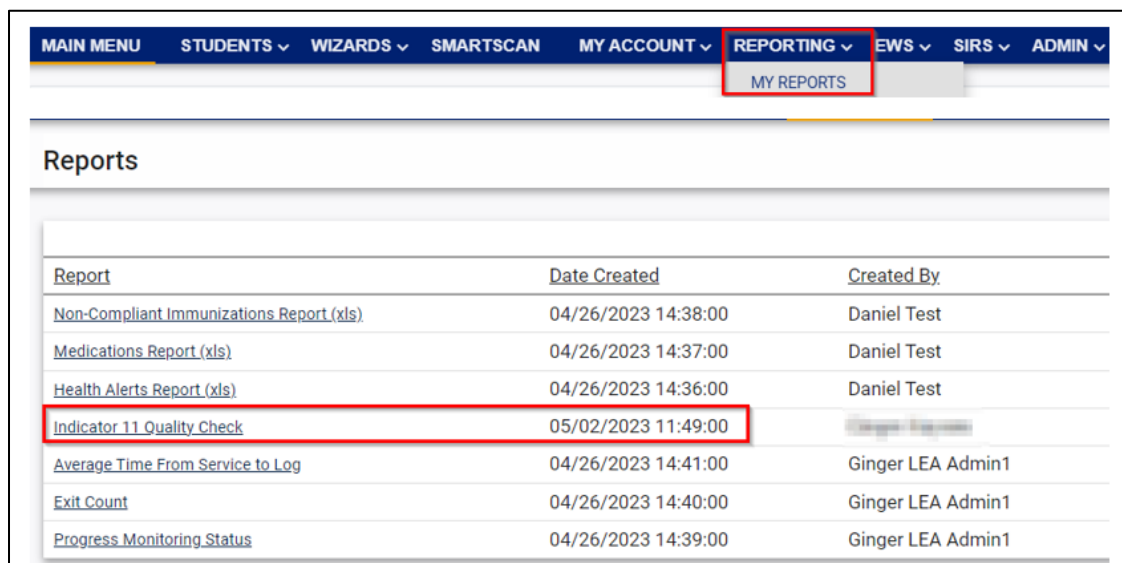 MAIN MENU STUDENTS WIZARDS SMARTSCAN MY ACCOUNT REPORTING EWS SIRS ADMIN
MY REPORTS
Reports
Report Date Created Created By
Non-Compliant Immunizations Report (xls) 04/26/2023 14:38:00 Daniel Test
Medications Report (xls) 04/26/2023 14:37:00 Daniel Test
Health Alerts Report (xls) 04/26/2023 14:36:00 Daniel Test
Indicator 11 Quality Check 05/02/2023 11:49:00
Average Time From Service to Log 04/26/2023 14:41:00 Ginger LEA Admin1
Exit Count 04/26/2023 14:40:00 Ginger LEA Admin1
Progress Monitoring Status 04/26/2023 14:39:00 Ginger LEA Admin1